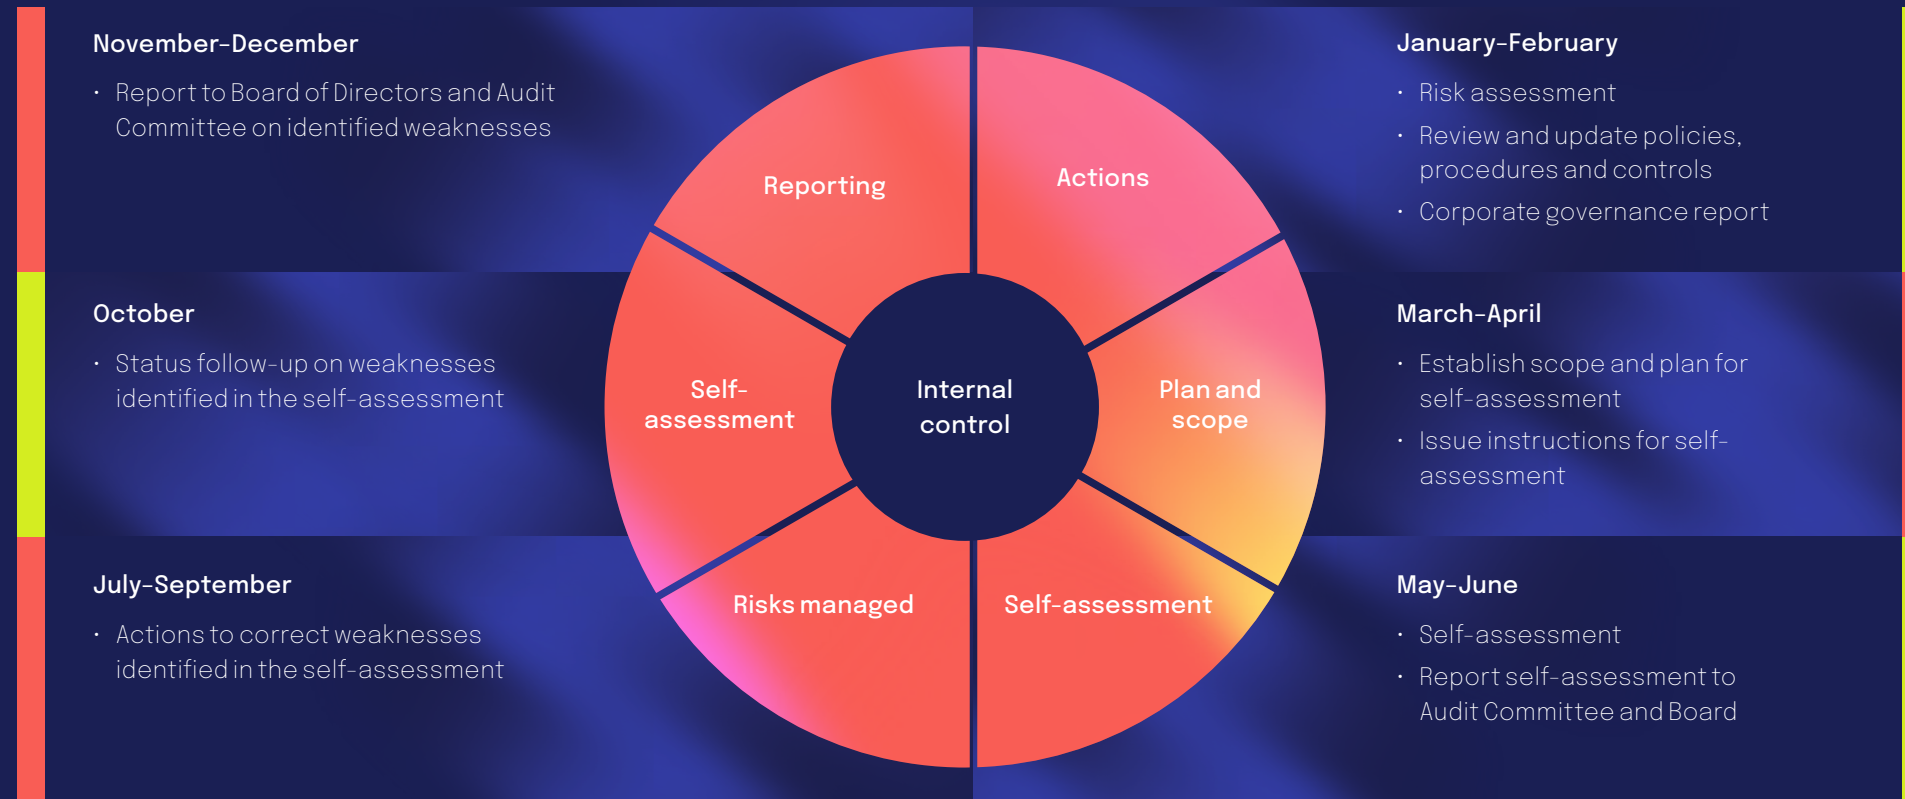 November–December
• Report to Board of Directors and Audit
Committee on identified weaknesses
October
• Status follow-up on weaknesses
identified in the self-assessment
July–September
• Actions to correct weaknesses
identified in the self-assessment
Reporting
Actions
Self-
assessment
Internal
control
Plan and
scope
Risks managed
Self-assessment
January–February
• Risk assessment
• Review and update policies,
procedures and controls
• Corporate governance report
March–April
• Establish scope and plan for
self-assessment
• Issue instructions for self-
assessment
May–June
• Self-assessment
• Report self-assessment to
Audit Committee and Board